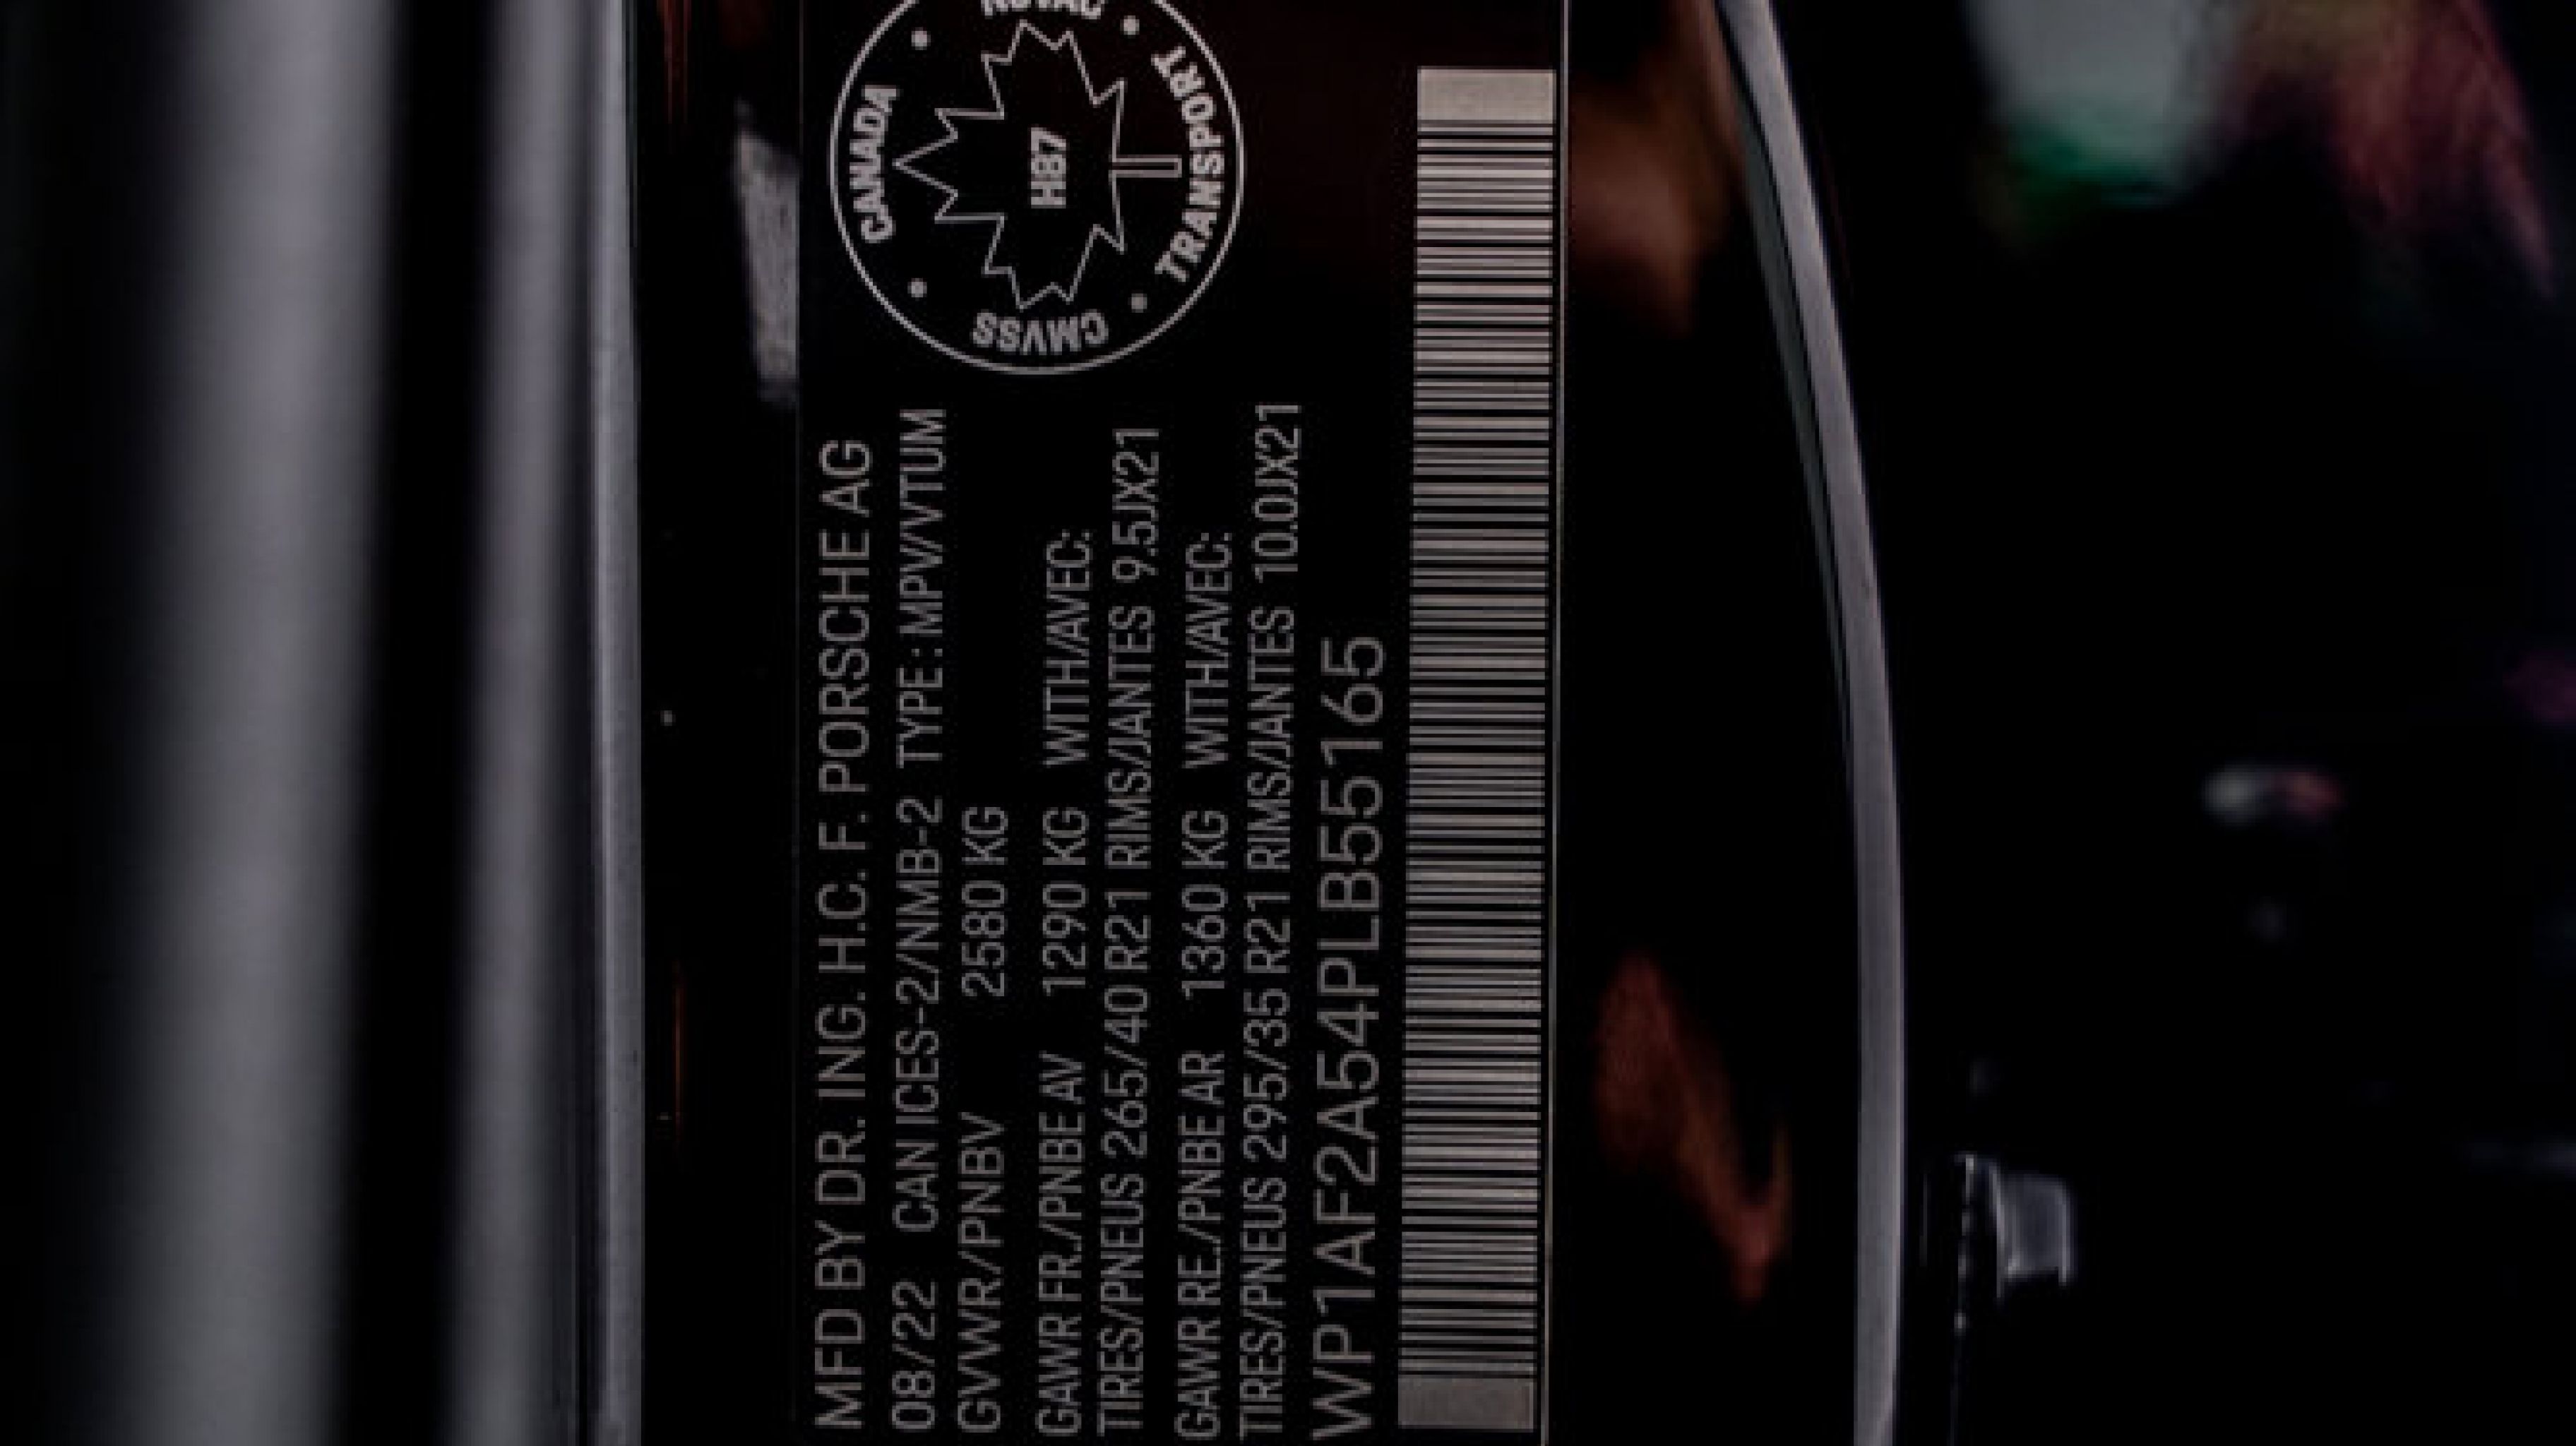 MFD BY DR. ING. H.C. F. PORSCHE AG
08/22 CAN ICES-2/NMB-2 TYPE: MPV/VTUM
GVWR/PNBV 2580 KG
GAWR FR./PNBE AV 1290 KG WITH/AVEC:
TIRES/PNEUS 265/40 R21 RIMS/JANTES 9.5JX21
GAWR RE./PNBE AR 1360 KG WITH/AVEC:
TIRES/PNEUS 295/35 R21 RIMS/JANTES 10.0JX21
WP1AF2A54PLB55165
CMVSS
CANADA
TRANSPORT
H87